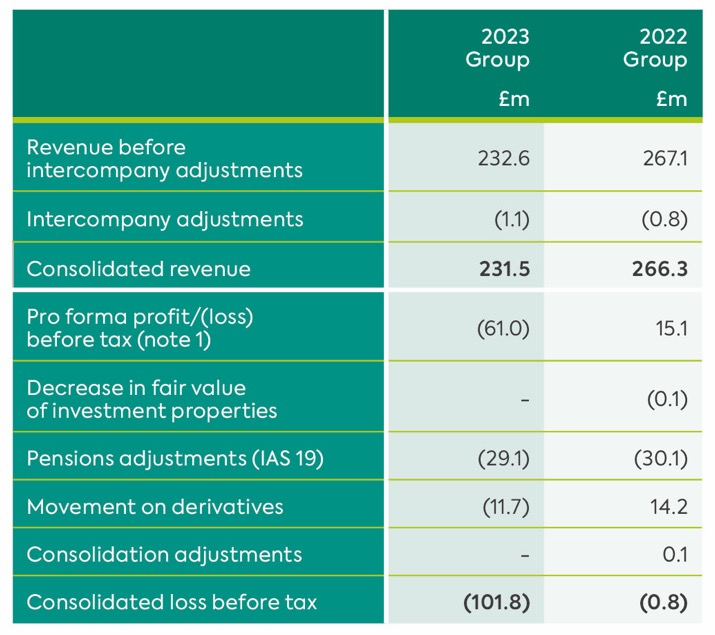 2023 2022
Group Group
£m £m
Revenue before
intercompany adjustments 232.6 267.1
Intercompany adjustments (1.1) (0.8)
Consolidated revenue 231.5 266.3
Pro forma profit/(loss)
before tax (note 1) (61.0) 15.1
Decrease in fair value
of investment properties – (0.1)
Pensions adjustments (IAS 19) (29.1) (30.1)
Movement on derivatives (11.7) 14.2
Consolidation adjustments – 0.1
Consolidated loss before tax (101.8) (0.8)